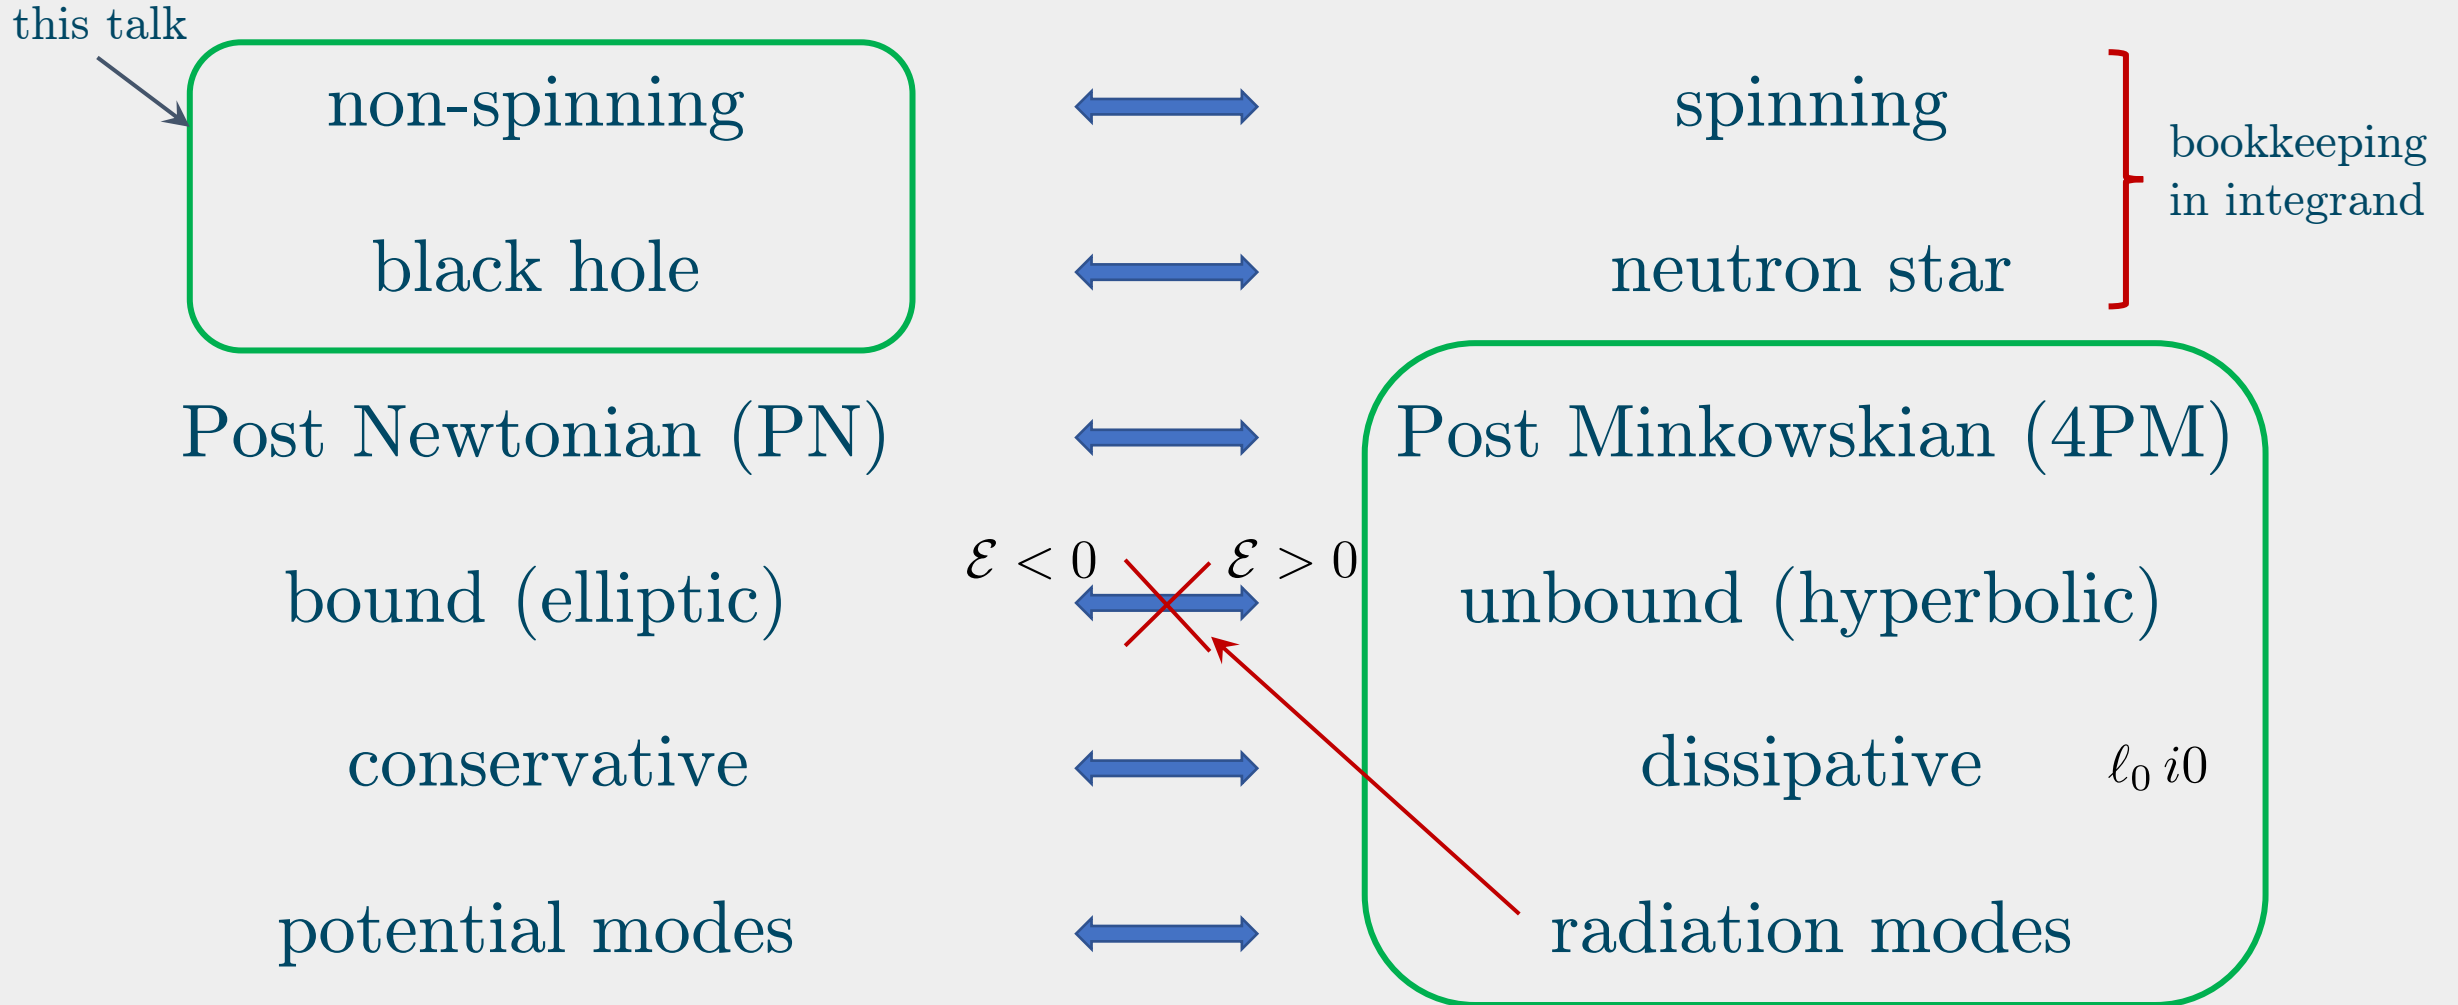 this talk
non-spinning
spinning
bookkeeping
in integrand
black hole
neutron star
Post Newtonian (PN)
Post Minkowskian (4PM)
ℰ < 0
ℰ > 0
bound (elliptic)
unbound (hyperbolic)
conservative
dissipative
ℓ₀ i0
potential modes
radiation modes